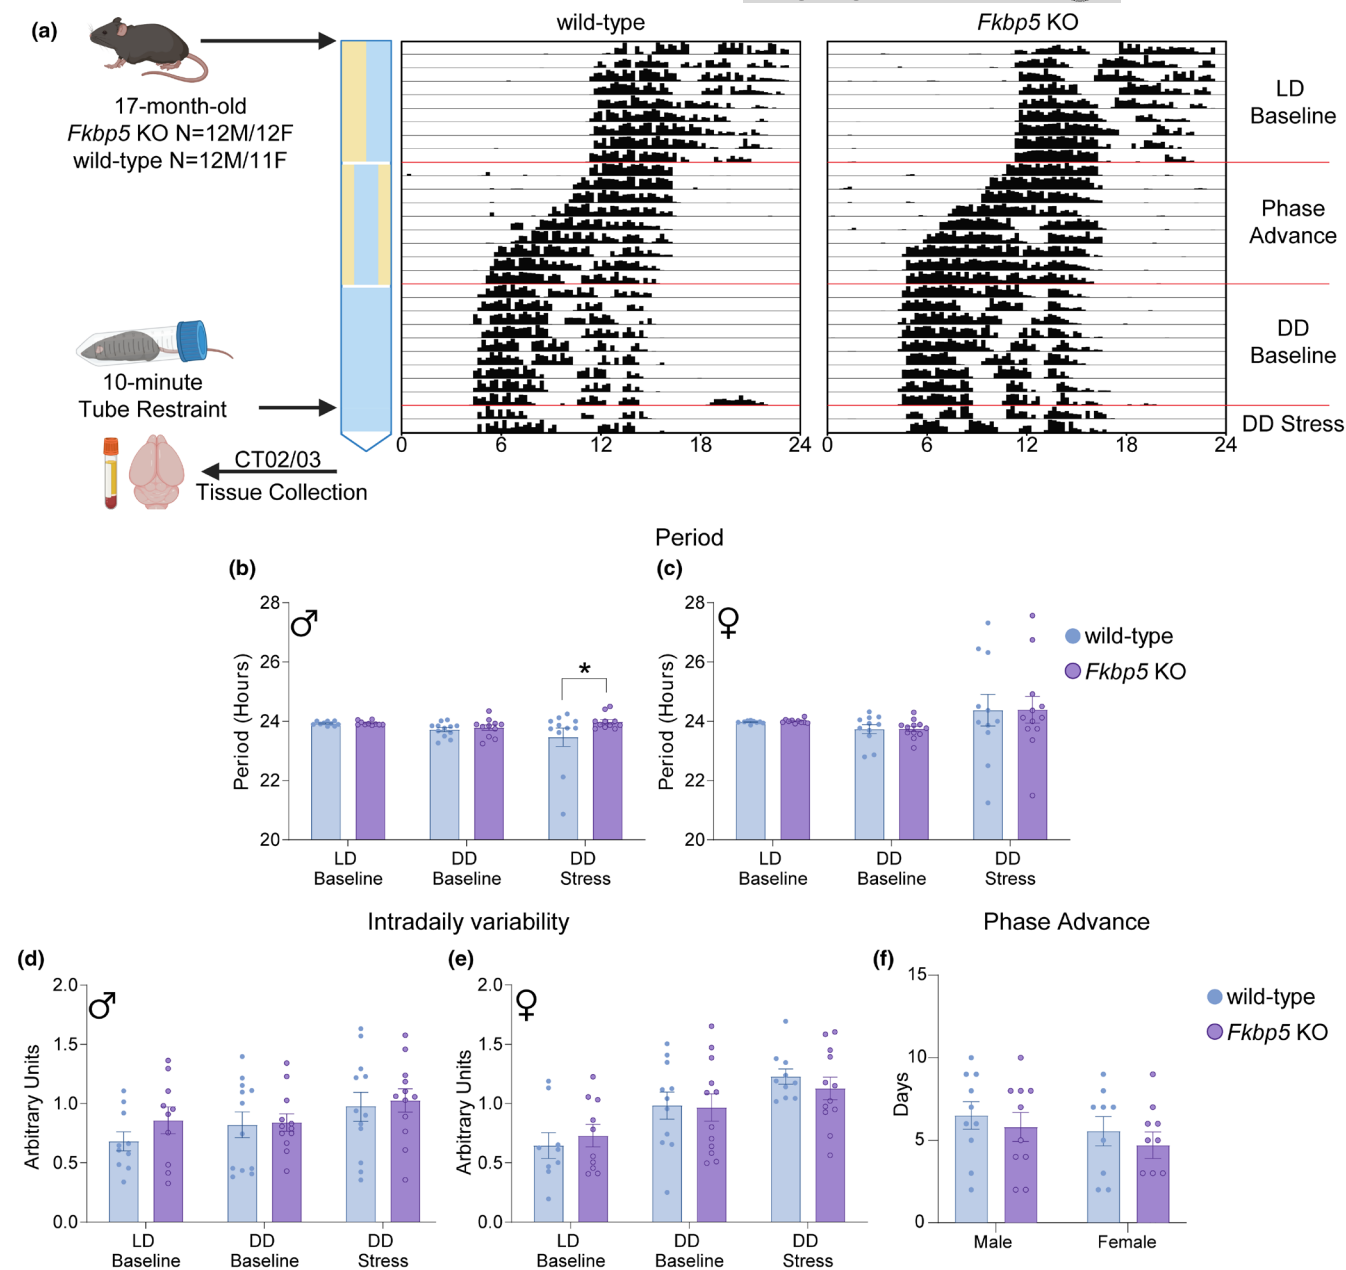 (a)
17-month-old
Fkbp5 KO N=12M/12F
wild-type N=12M/11F
10-minute
Tube Restraint
CT02/03
Tissue Collection
wild-type
Fkbp5 KO
LD
Baseline
Phase
Advance
DD
Baseline
DD Stress
0 6 12 18 24
0 6 12 18 24
Period
(b)
♂
Period (Hours)
28
26
24
22
20
*
LD
Baseline
DD
Baseline
DD
Stress
(c)
♀
Period (Hours)
28
26
24
22
20
LD
Baseline
DD
Baseline
DD
Stress
wild-type
Fkbp5 KO
Intradaily variability
(d)
♂
Arbitrary Units
2.0
1.5
1.0
0.5
0.0
LD
Baseline
DD
Baseline
DD
Stress
(e)
♀
Arbitrary Units
2.0
1.5
1.0
0.5
0.0
LD
Baseline
DD
Baseline
DD
Stress
Phase Advance
(f)
Days
15
10
5
0
Male
Female
wild-type
Fkbp5 KO